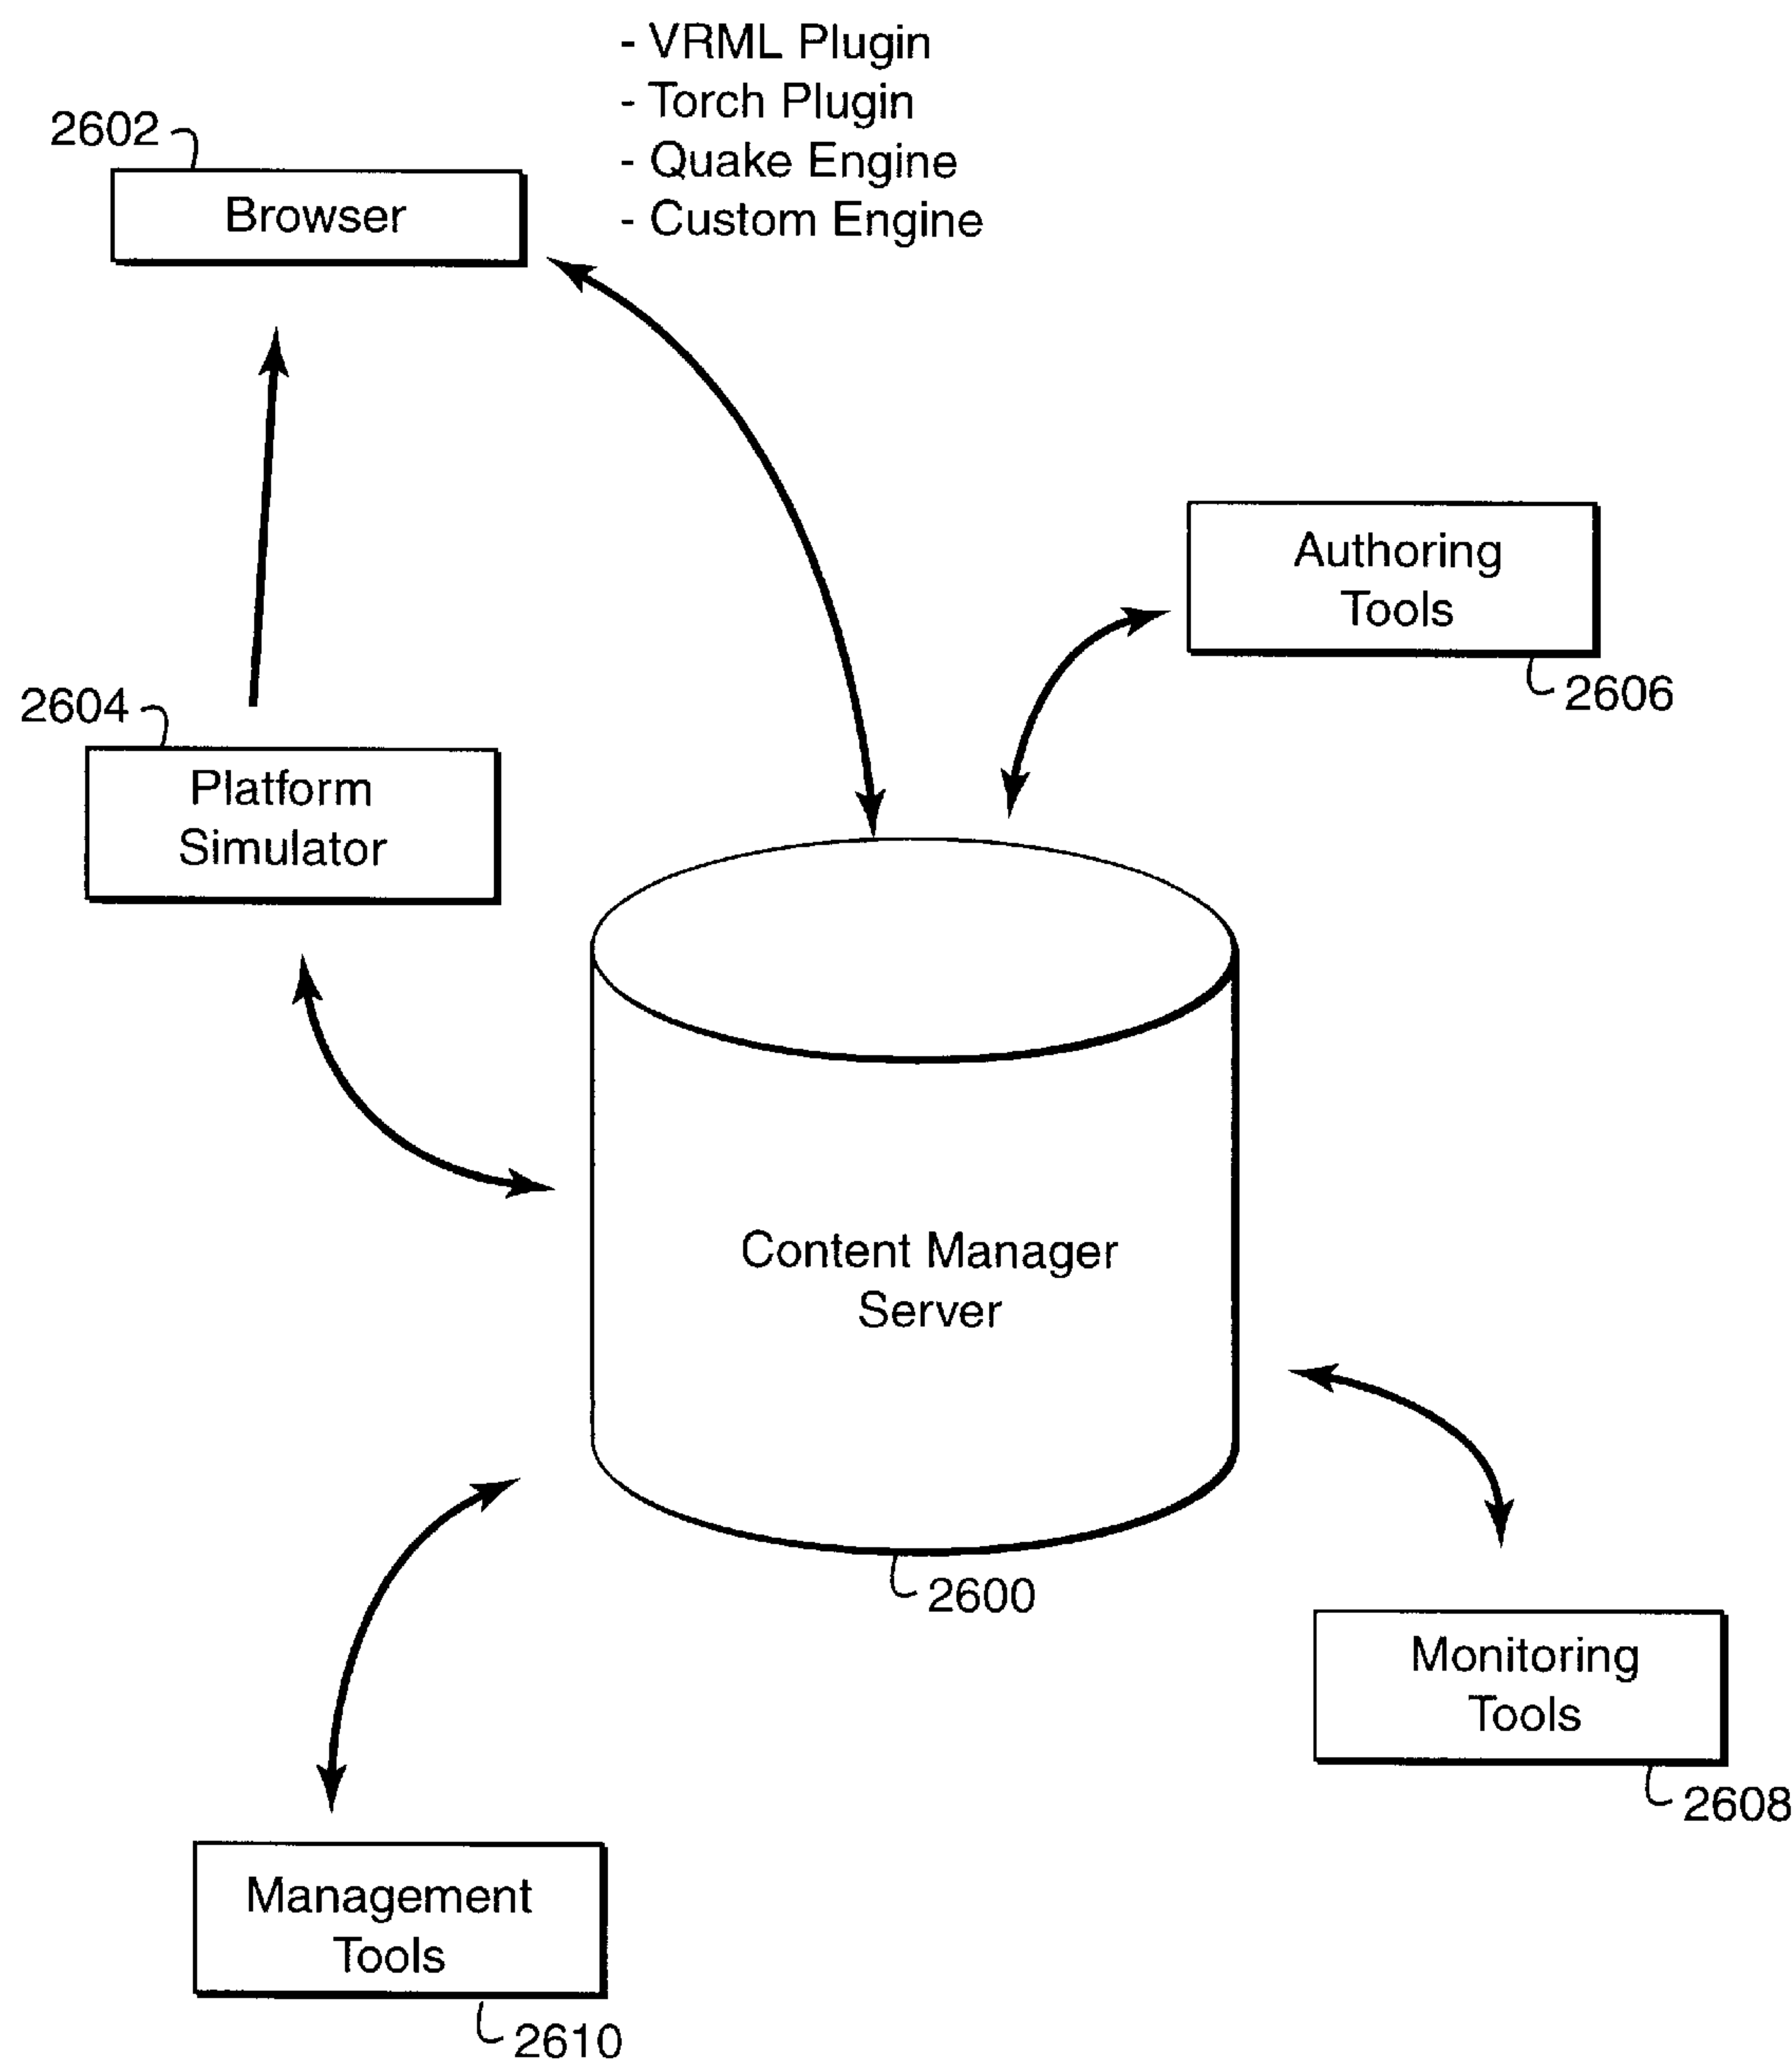 - VRML Plugin
- Torch Plugin
- Quake Engine
- Custom Engine
2602
Browser
Authoring
Tools
2606
2604
Platform
Simulator
Content Manager
Server
2600
Monitoring
Tools
2608
Management
Tools
2610